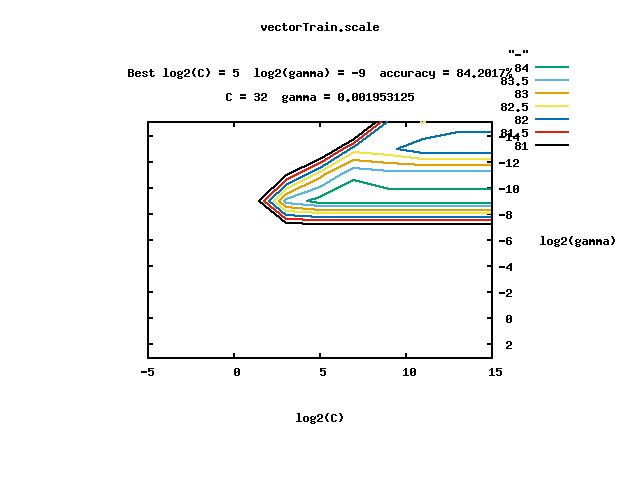 vectorTrain.scale
"-"
Best log2(C) = 5  log2(gamma) = -9  accuracy = 84.2017%
84
83.5
C = 32  gamma = 0.001953125
83
82.5
82
81.5
81
-14
-12
-10
-8
-6
log2(gamma)
-4
-2
0
2
-5 0 5 10 15
log2(C)